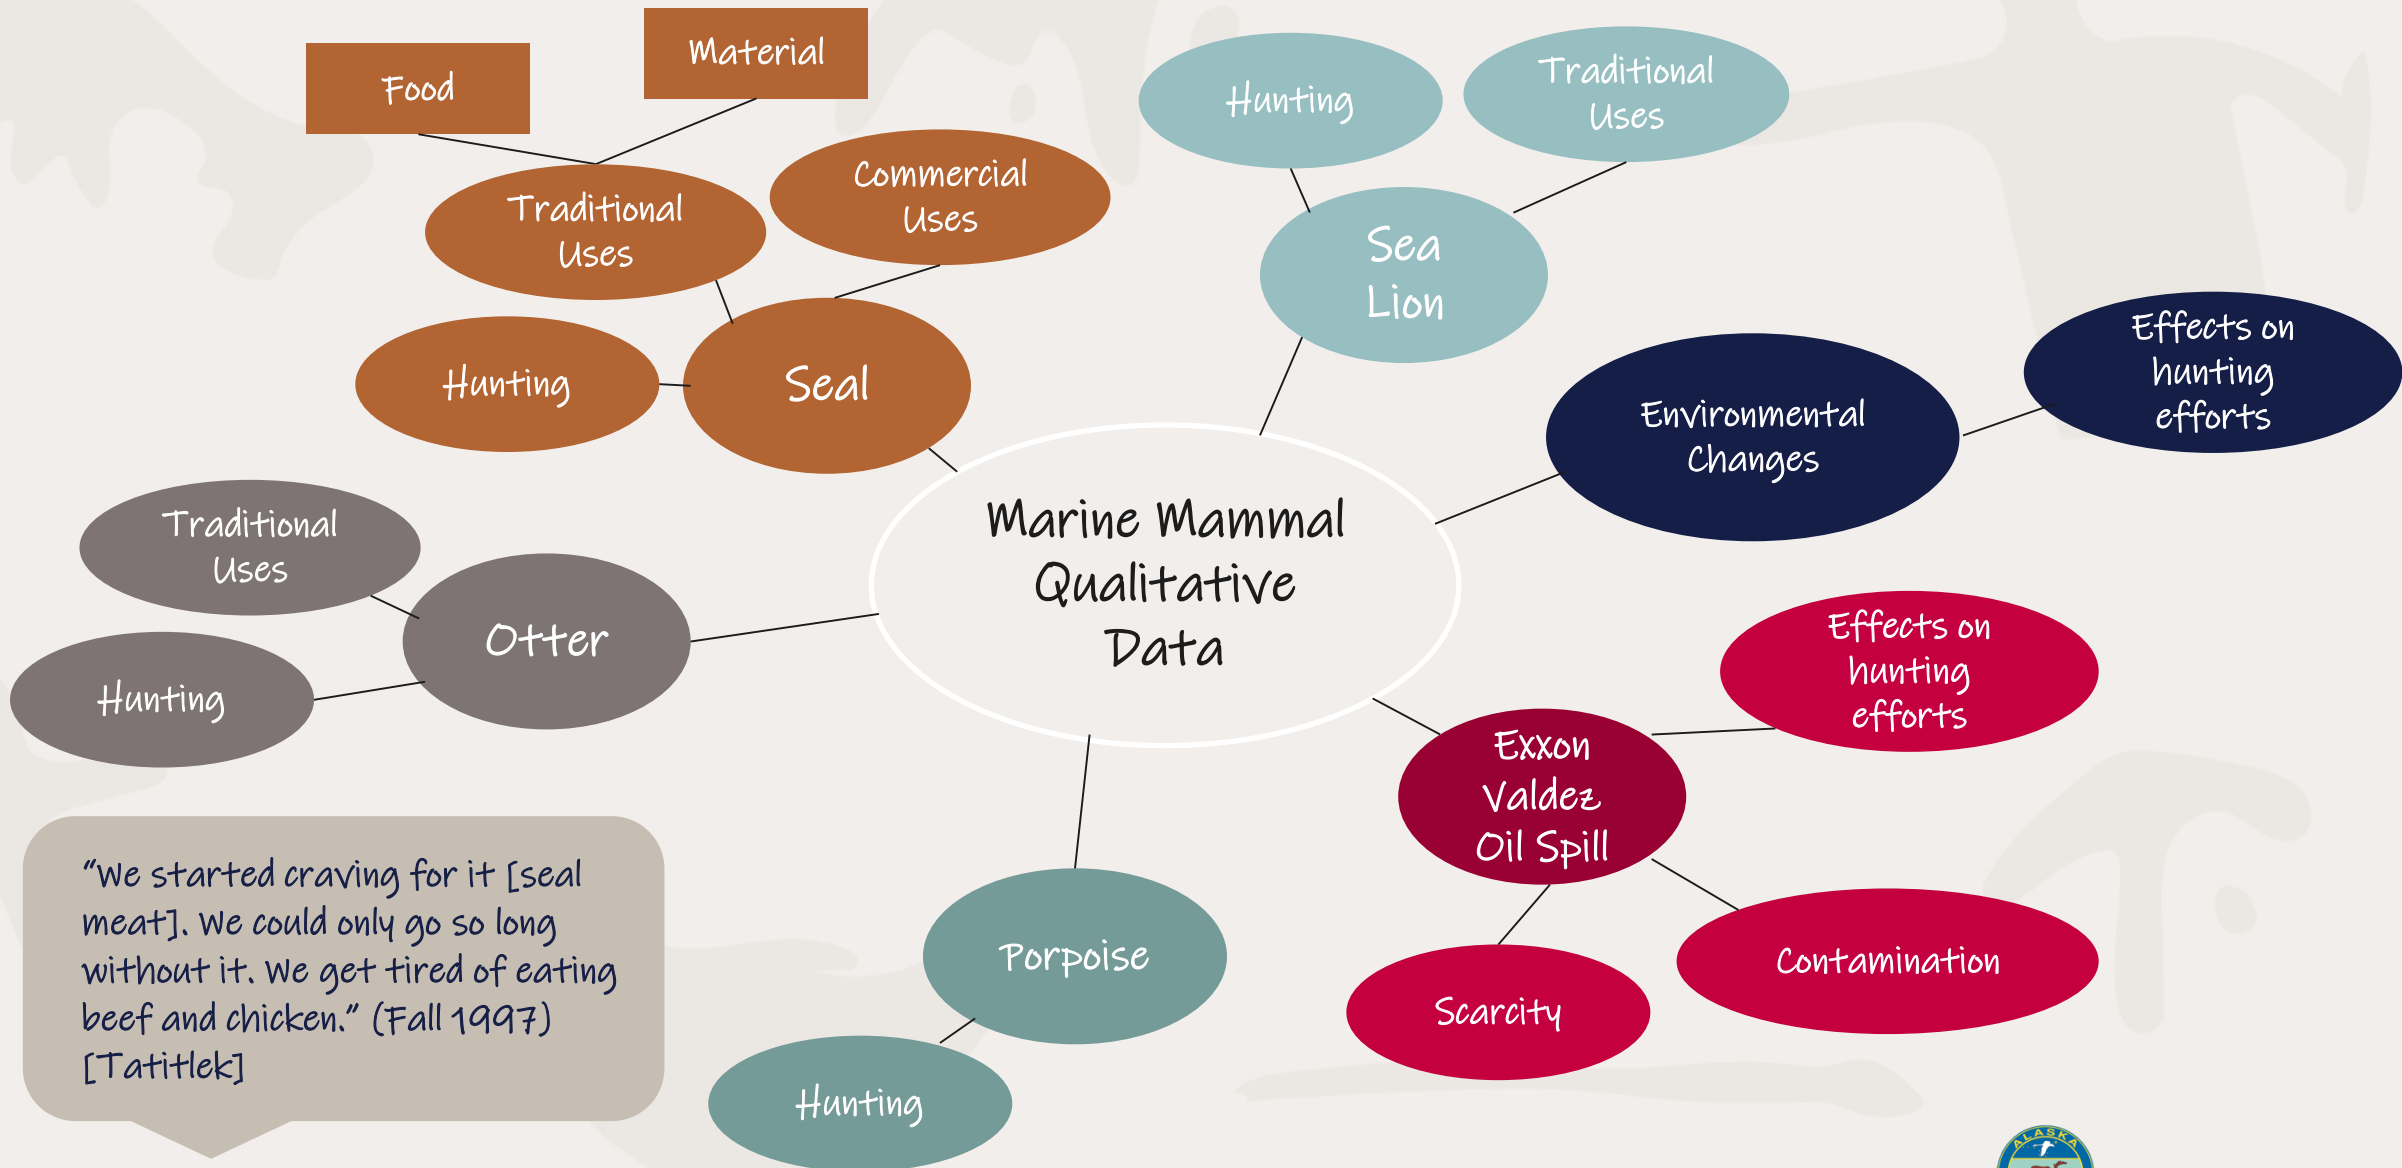 Material
Food
Hunting
Traditional
Uses
Commercial
Uses
Traditional
Uses
Sea
Lion
Effects on
hunting
efforts
Environmental
Changes
Hunting
Seal
Marine Mammal
Qualitative
Data
Traditional
Uses
Otter
Hunting
Effects on
hunting
efforts
Exxon
Valdez
Oil Spill
“We started craving for it [seal
meat]. We could only go so long
without it. We get tired of eating
beef and chicken.” (Fall 1997)
[Tatitlek]
Porpoise
Contamination
Scarcity
Hunting
ALASKA